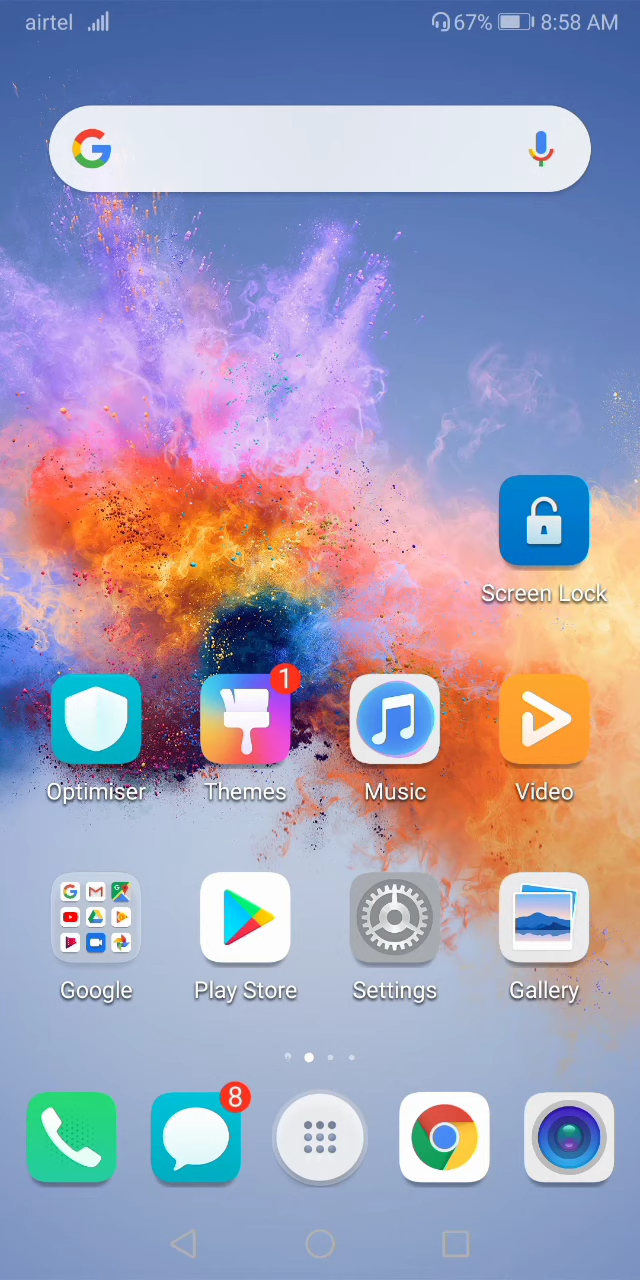 airtel 67% 8:58 AM
Screen Lock
1
Optimiser Themes Music Video
Google Play Store Settings Gallery
8